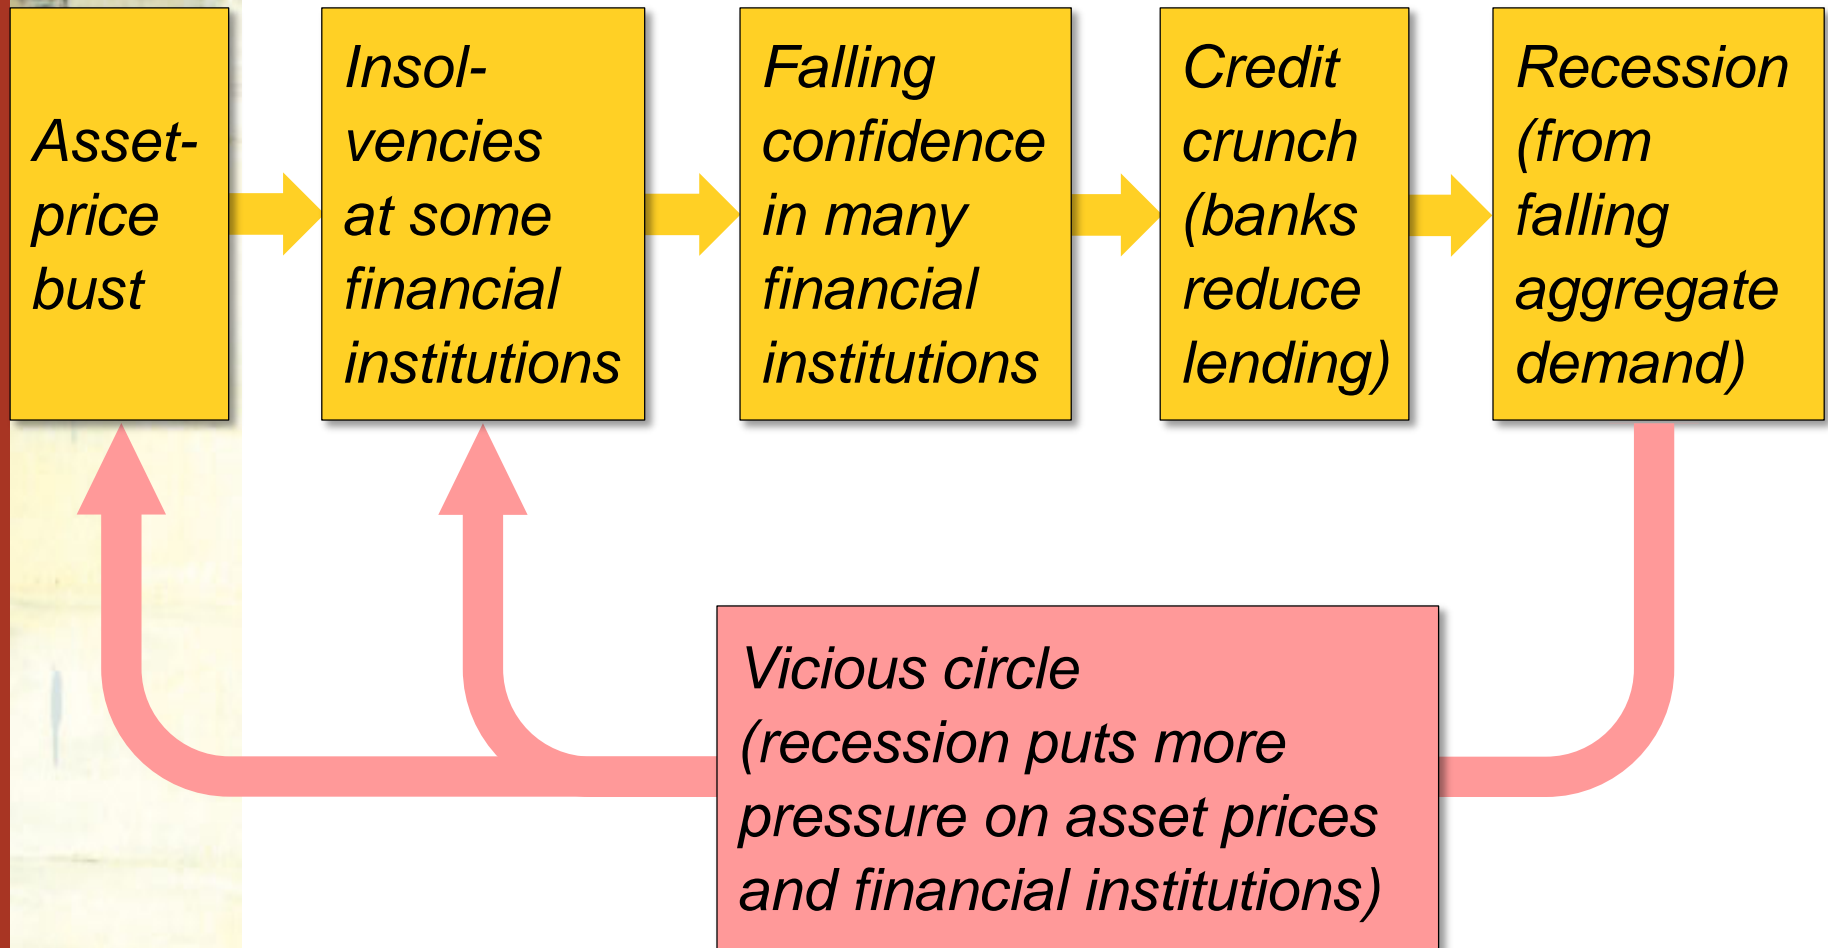 Asset-
price
bust
Insol-
vencies
at some
financial
institutions
Falling
confidence
in many
financial
institutions
Credit
crunch
(banks
reduce
lending)
Recession
(from
falling
aggregate
demand)
Vicious circle
(recession puts more
pressure on asset prices
and financial institutions)